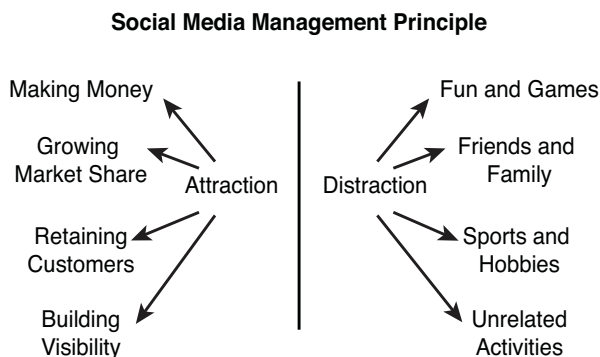 Social Media Management Principle
Making Money
Growing
Market Share
Attraction
Retaining
Customers
Building
Visibility
Distraction
Fun and Games
Friends and
Family
Sports and
Hobbies
Unrelated
Activities